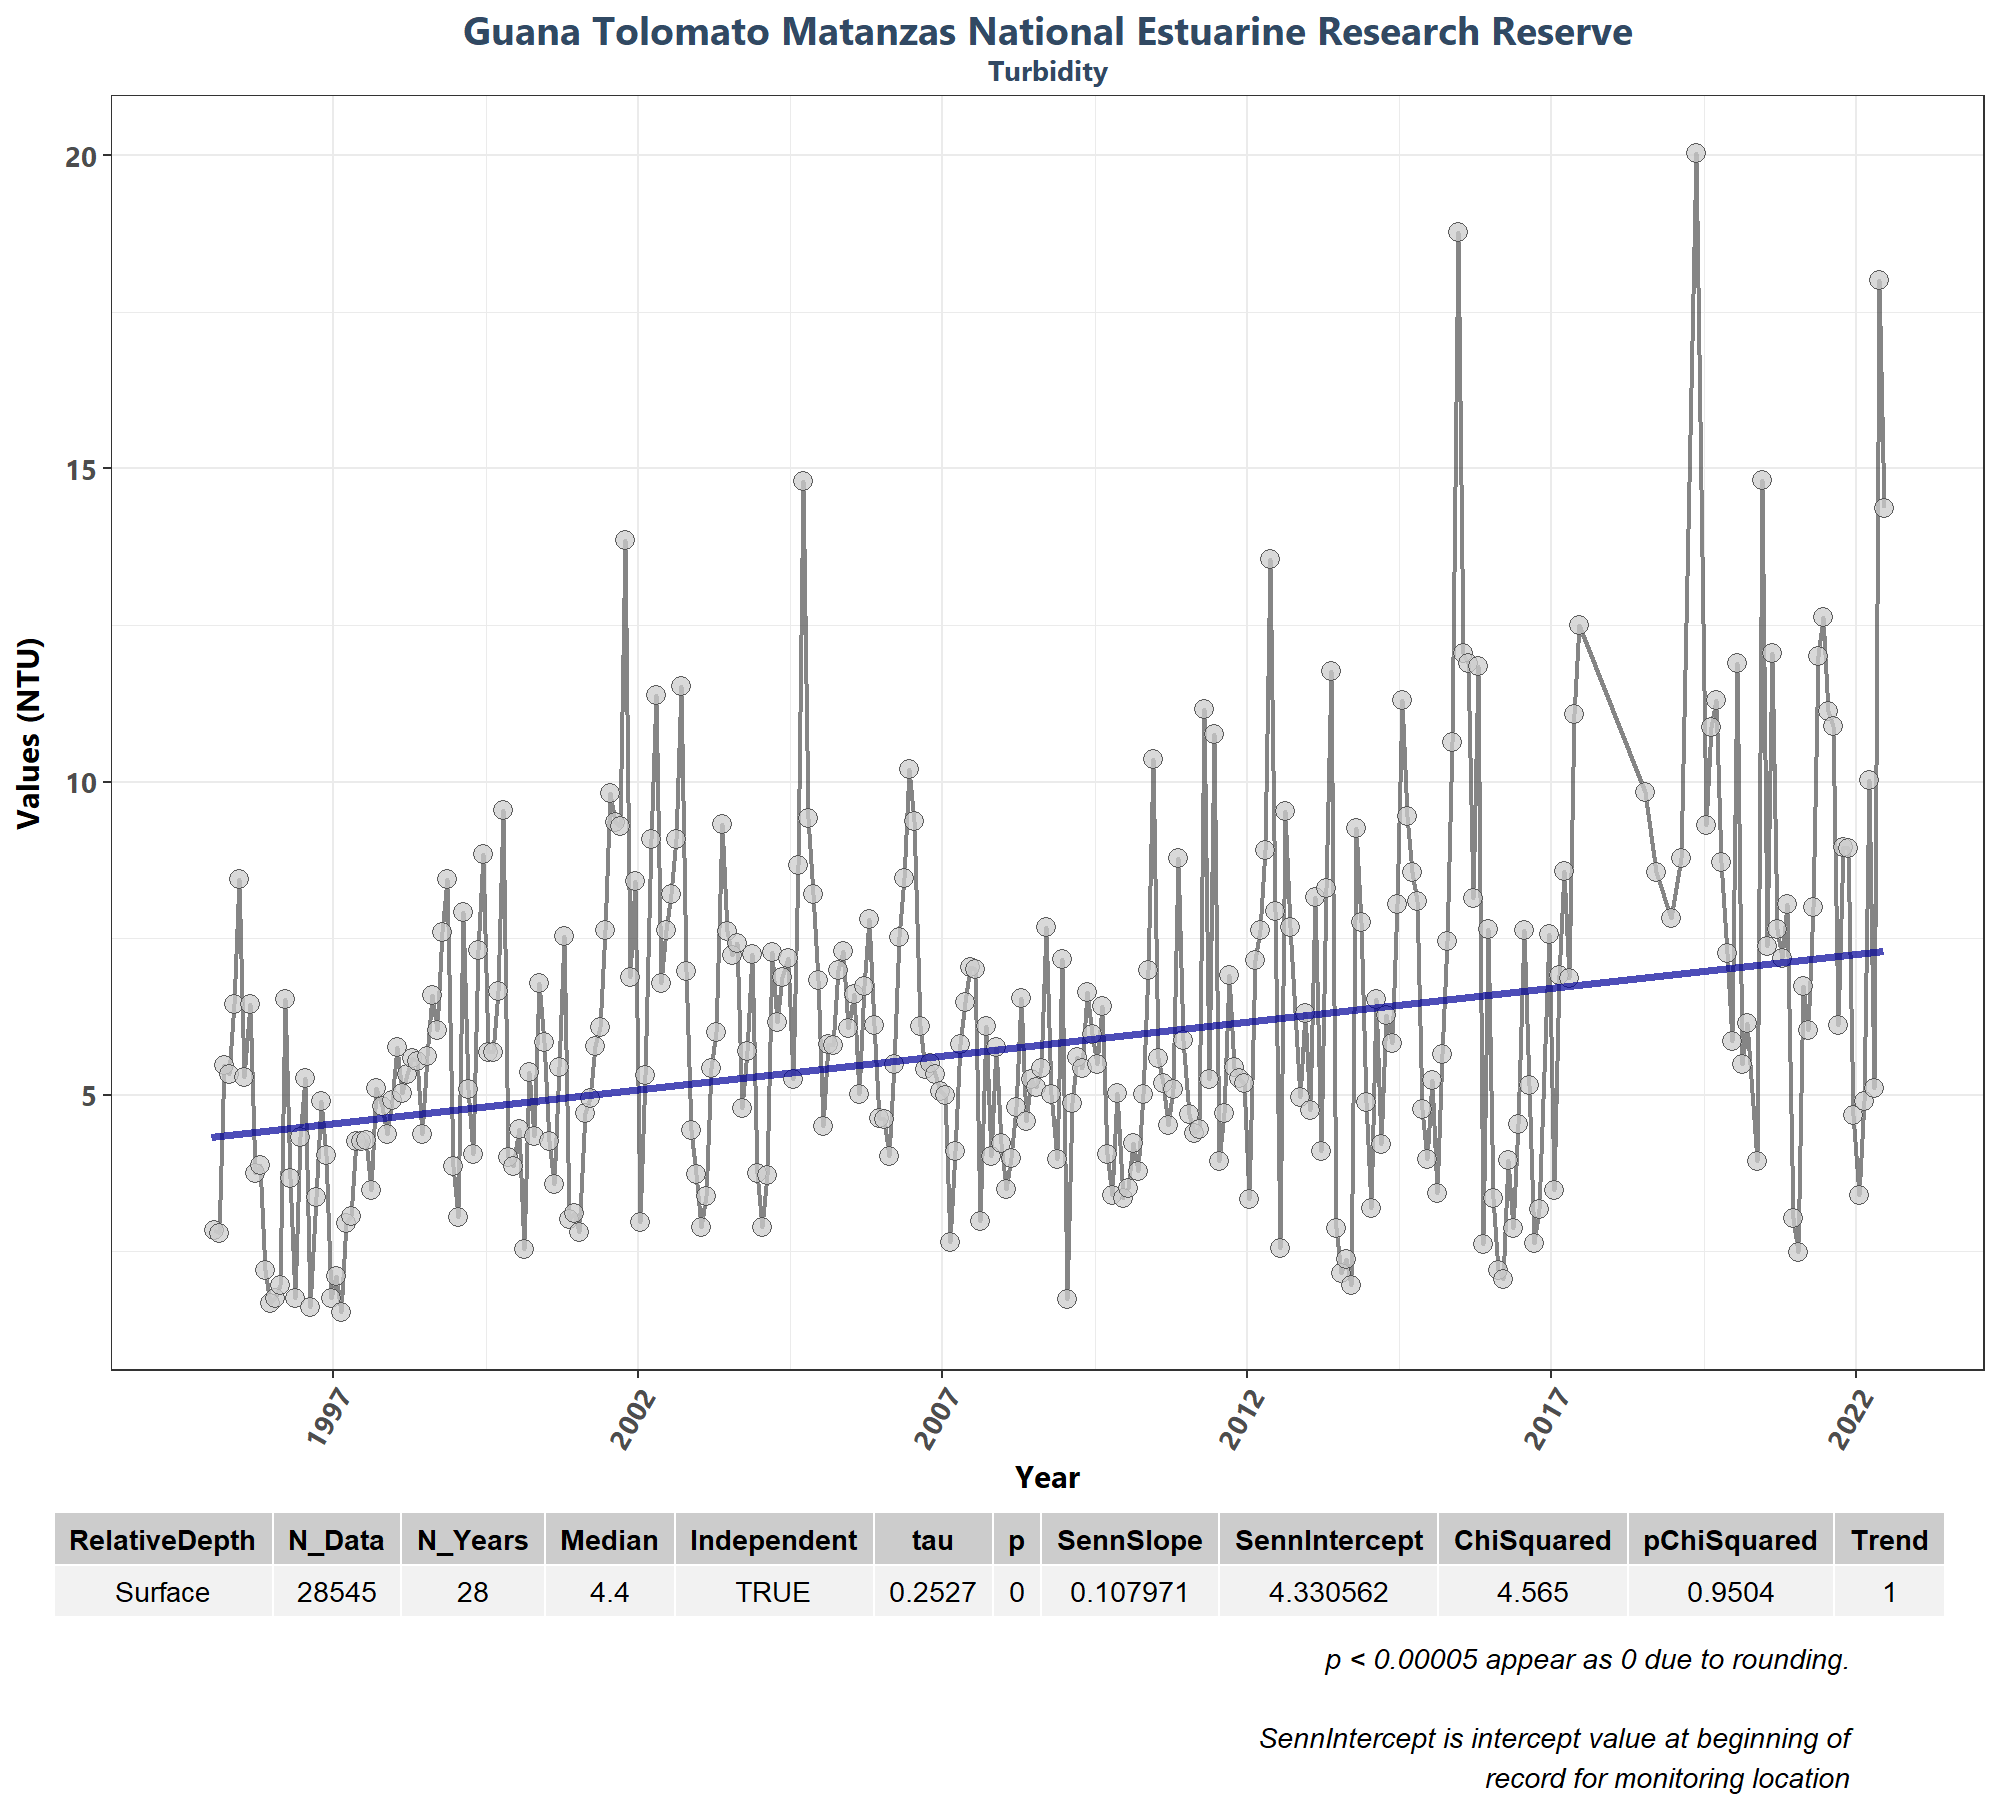 Guana Tolomato Matanzas National Estuarine Research Reserve
Turbidity
Values (NTU)
20
15
10
5
1997 2002 2007 2012 2017 2022
Year
RelativeDepth N_Data N_Years Median Independent tau p SennSlope SennIntercept ChiSquared pChiSquared Trend
Surface 28545 28 4.4 TRUE 0.2527 0 0.107971 4.330562 4.565 0.9504 1
p < 0.00005 appear as 0 due to rounding.
SennIntercept is intercept value at beginning of
record for monitoring location